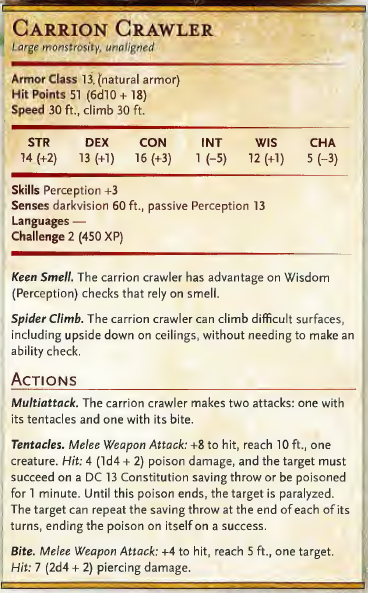 CARRION CRAWLER
Large monstrosity, unaligned
Armor Class 13, (natural armor)
Hit Points 51 (6d10 + 18)
Speed 30 ft., climb 30 ft.
STR DEX CON INT WIS CHA
14 (+2) 13 (+1) 16 (+3) 1 (−5) 12 (+1) 5 (−3)
Skills Perception +3
Senses darkvision 60 ft., passive Perception 13
Languages —
Challenge 2 (450 XP)
Keen Smell. The carrion crawler has advantage on Wisdom
(Perception) checks that rely on smell.
Spider Climb. The carrion crawler can climb difficult surfaces,
including upside down on ceilings, without needing to make an
ability check.
ACTIONS
Multiattack. The carrion crawler makes two attacks: one with
its tentacles and one with its bite.
Tentacles. Melee Weapon Attack: +8 to hit, reach 10 ft., one
creature. Hit: 4 (1d4 + 2) poison damage, and the target must
succeed on a DC 13 Constitution saving throw or be poisoned
for 1 minute. Until this poison ends, the target is paralyzed.
The target can repeat the saving throw at the end of each of its
turns, ending the poison on itself on a success.
Bite. Melee Weapon Attack: +4 to hit, reach 5 ft., one target.
Hit: 7 (2d4 + 2) piercing damage.